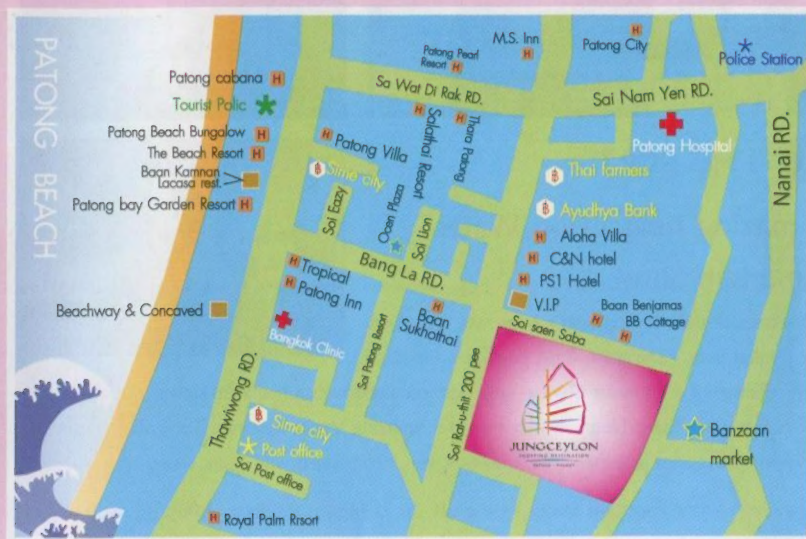 PATONG BEACH
M.S. Inn
Patong City
Police Station
Patong Pearl
Resort
Patong cabana
Sa Wat Di Rak RD.
Sai Nam Yen RD.
Tourist Polic
Nanai RD.
Patong Beach Bungalow
The Beach Resort
Baan Kamnan
Lacasa rest.
Patong bay Garden Resort
Patong Villa
Salathai Resort
Thara Patong
Patong Hospital
Sime city
Thai farmers
Soi Eazy
Ocen Plaza
Soi Lion
Ayudhya Bank
Aloha Villa
C&N hotel
PS1 Hotel
V.I.P
Bang La RD.
Tropical
Patong Inn
Beachway & Concaved
Bangkok Clinic
Soi Patong Resort
Baan
Sukhothai
Baan Benjamas
BB Cottage
Soi saen Saba
Thawiwong RD.
Soi Rat-u-thit 200 pee
JUNGCEYLON
SHOPPING DESTINATION
Sime city
Post office
Soi Post office
Banzaan
market
Royal Palm Rrsort